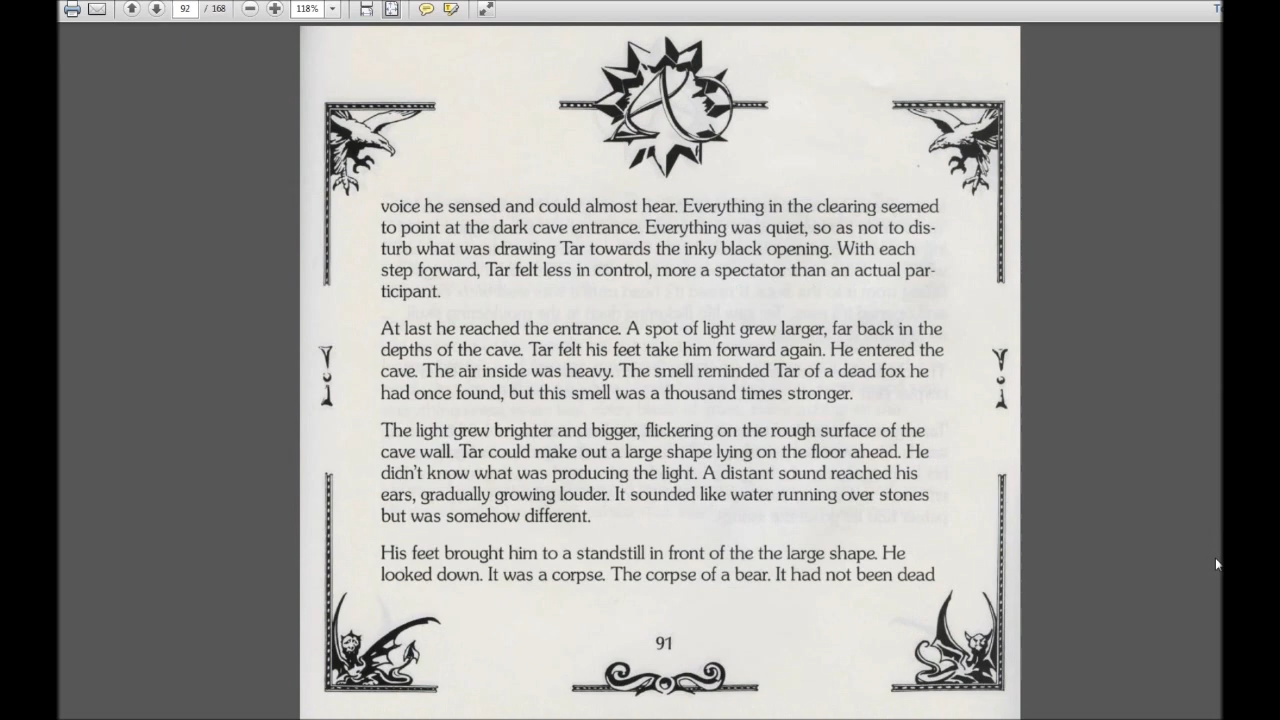 92 / 168 118%
voice he sensed and could almost hear. Everything in the clearing seemed
to point at the dark cave entrance. Everything was quiet, so as not to dis-
turb what was drawing Tar towards the inky black opening. With each
step forward, Tar felt less in control, more a spectator than an actual par-
ticipant.
At last he reached the entrance. A spot of light grew larger, far back in the
depths of the cave. Tar felt his feet take him forward again. He entered the
cave. The air inside was heavy. The smell reminded Tar of a dead fox he
had once found, but this smell was a thousand times stronger.
The light grew brighter and bigger, flickering on the rough surface of the
cave wall. Tar could make out a large shape lying on the floor ahead. He
didn't know what was producing the light. A distant sound reached his
ears, gradually growing louder. It sounded like water running over stones
but was somehow different.
His feet brought him to a standstill in front of the the large shape. He
looked down. It was a corpse. The corpse of a bear. It had not been dead
91